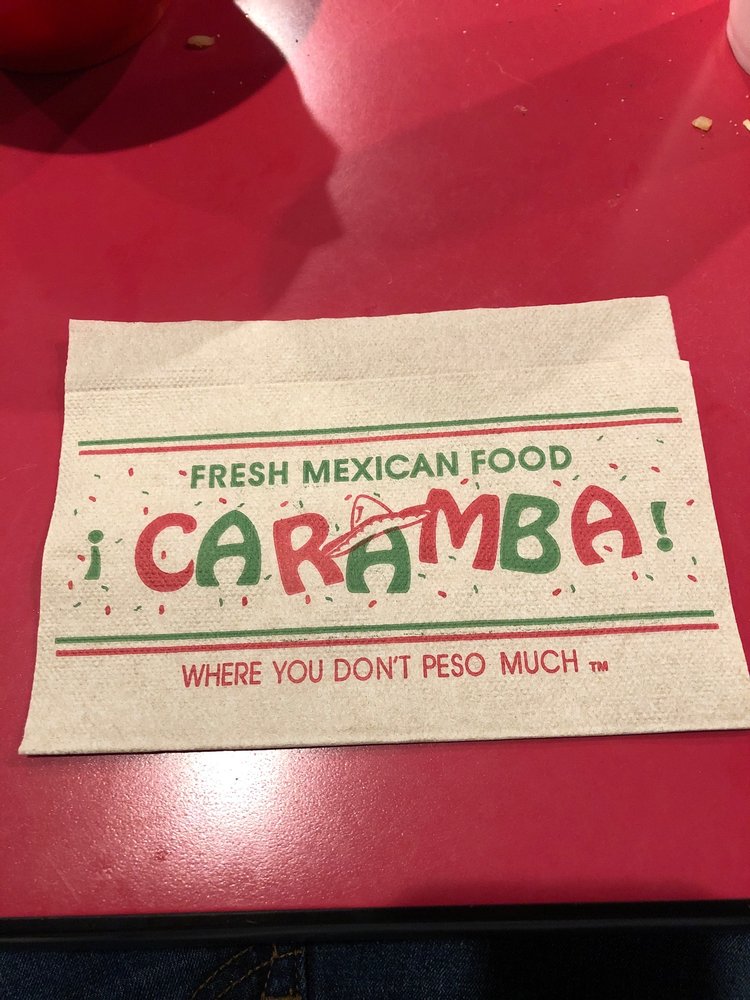 FRESH MEXICAN FOOD
¡CARAMBA!
WHERE YOU DON'T PESO MUCH ™